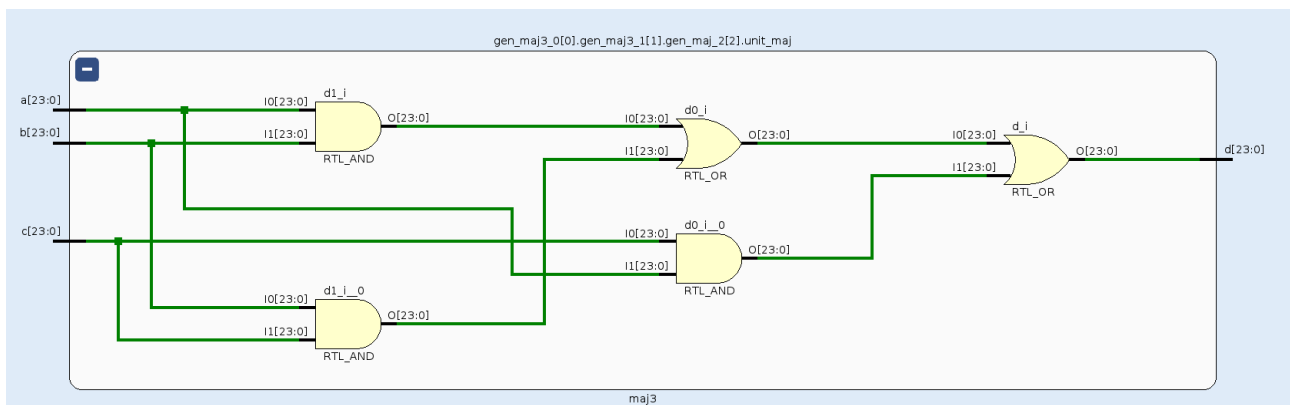 gen_maj3_0[0].gen_maj3_1[1].gen_maj_2[2].unit_maj
a[23:0]
b[23:0]
c[23:0]
d1_i
I0[23:0]
I1[23:0]
O[23:0]
RTL_AND
d1_i__0
I0[23:0]
I1[23:0]
O[23:0]
RTL_AND
d0_i
I0[23:0]
I1[23:0]
O[23:0]
RTL_OR
d0_i__0
I0[23:0]
I1[23:0]
O[23:0]
RTL_AND
d_i
I0[23:0]
I1[23:0]
O[23:0]
RTL_OR
d[23:0]
maj3